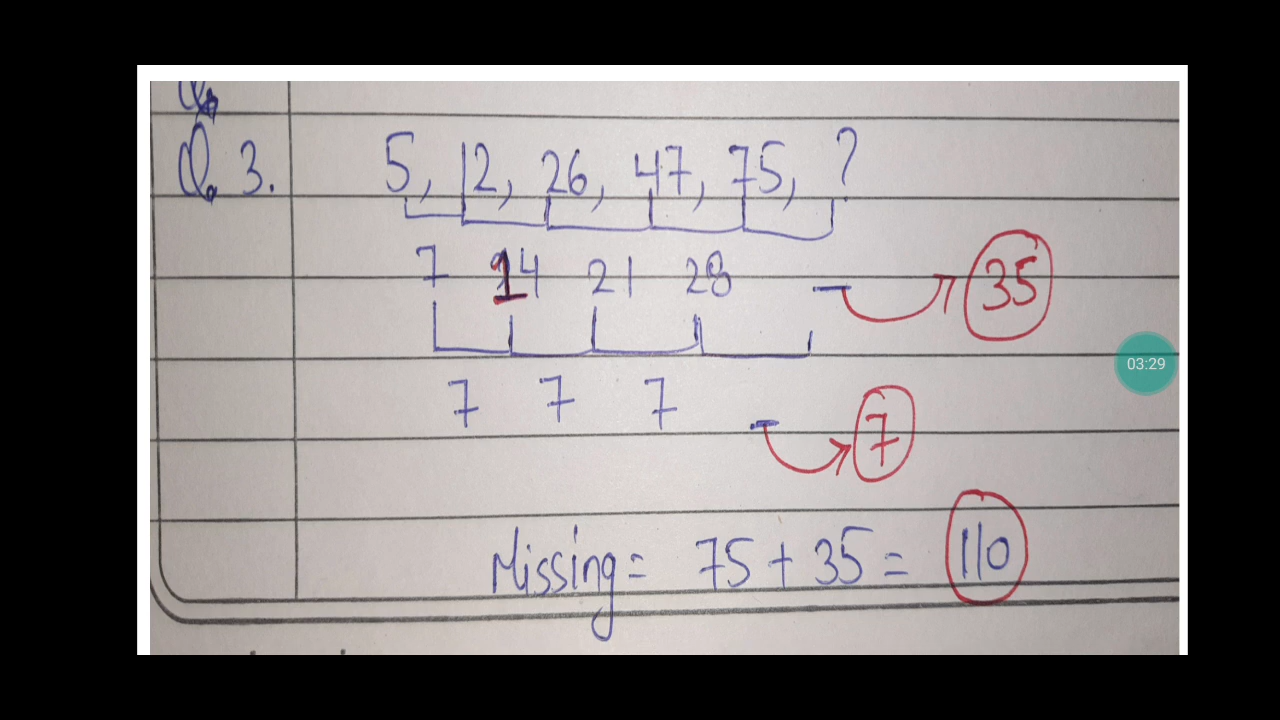 Q. 3. 5, 12, 26, 47, 75, ?
7 14 21 28 - 35
03:29
7 7 7 - 7
Missing = 75 + 35 = 110